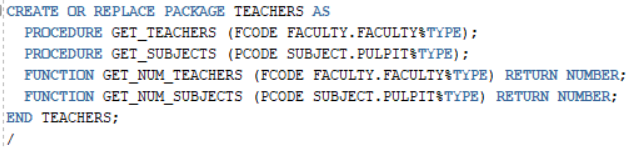 CREATE OR REPLACE PACKAGE TEACHERS AS
PROCEDURE GET_TEACHERS (FCODE FACULTY.FACULTY%TYPE);
PROCEDURE GET_SUBJECTS (PCODE SUBJECT.PULPIT%TYPE);
FUNCTION GET_NUM_TEACHERS (FCODE FACULTY.FACULTY%TYPE) RETURN NUMBER;
FUNCTION GET_NUM_SUBJECTS (PCODE SUBJECT.PULPIT%TYPE) RETURN NUMBER;
END TEACHERS;
/